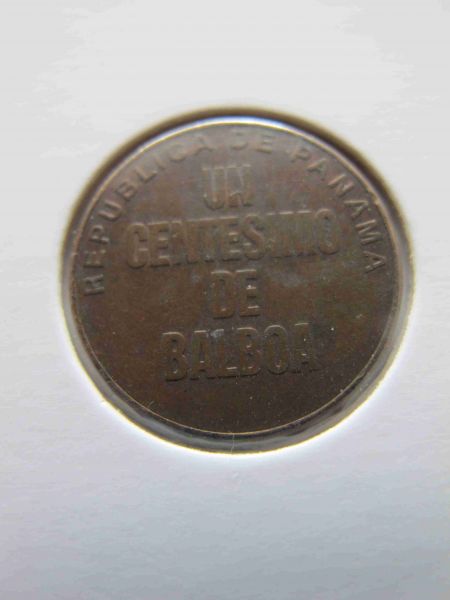 REPUBLICA DE PANAMA
UN
CENTESIMO
DE
BALBOA